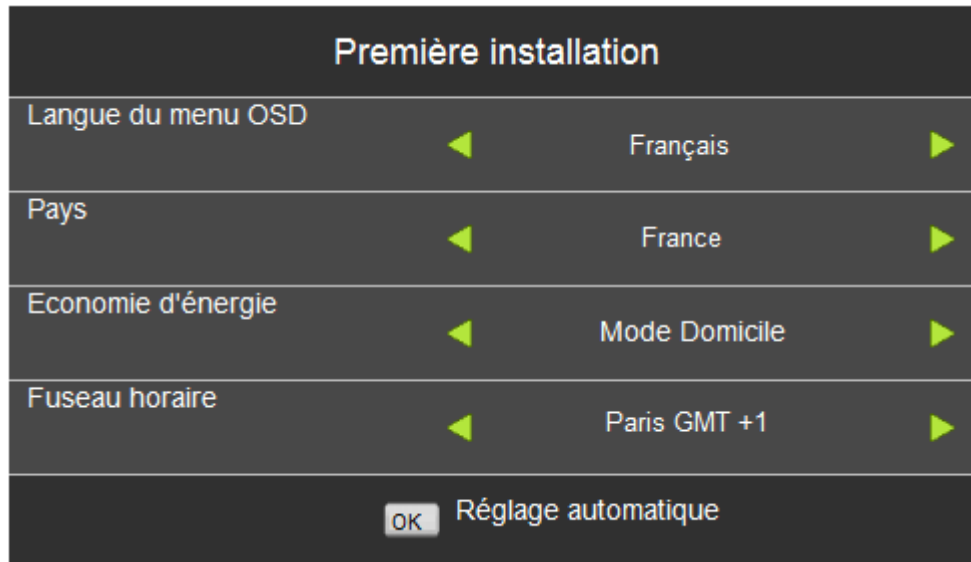 Première installation
Langue du menu OSD
Français
Pays
France
Economie d'énergie
Mode Domicile
Fuseau horaire
Paris GMT +1
OK Réglage automatique